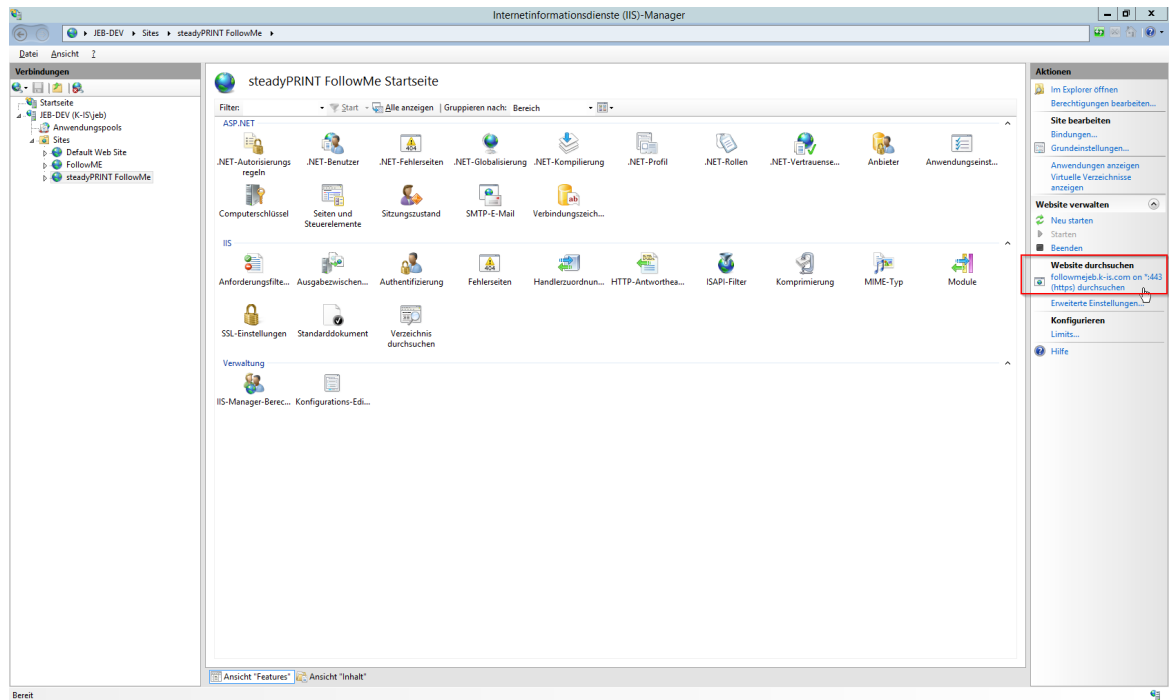 Internetinformationsdienste (IIS)-Manager
JEB-DEV Sites steadyPRINT FollowMe
Datei Ansicht ?
Verbindungen
Startseite
JEB-DEV (K-IS\jeb)
Anwendungspools
Sites
Default Web Site
FollowME
steadyPRINT FollowMe
steadyPRINT FollowMe Startseite
Filter: Start Alle anzeigen Gruppieren nach: Bereich
ASP.NET
.NET-Autorisierungs .NET-Benutzer .NET-Fehlerseiten .NET-Globalisierung .NET-Kompilierung .NET-Profil .NET-Rollen .NET-Vertrauense... Anbieter Anwendungseinst...
regeln
Computerschlüssel Seiten und Sitzungszustand SMTP-E-Mail Verbindungszeich...
Steuerelemente
IIS
Anforderungsfilte... Ausgabezwischen... Authentifizierung Fehlerseiten Handlerzuordnun... HTTP-Antworthea... ISAPI-Filter Komprimierung MIME-Typ Module
SSL-Einstellungen Standarddokument Verzeichnis
durchsuchen
Verwaltung
IIS-Manager-Berec... Konfigurations-Edi...
Ansicht "Features" Ansicht "Inhalt"
Aktionen
Im Explorer öffnen
Berechtigungen bearbeiten...
Site bearbeiten
Bindungen...
Grundeinstellungen...
Anwendungen anzeigen
Virtuelle Verzeichnisse
anzeigen
Website verwalten
Neu starten
Starten
Beenden
Website durchsuchen
followmejeb.k-is.com on *:443
(https) durchsuchen
Erweiterte Einstellungen...
Konfigurieren
Limits...
Hilfe
Bereit